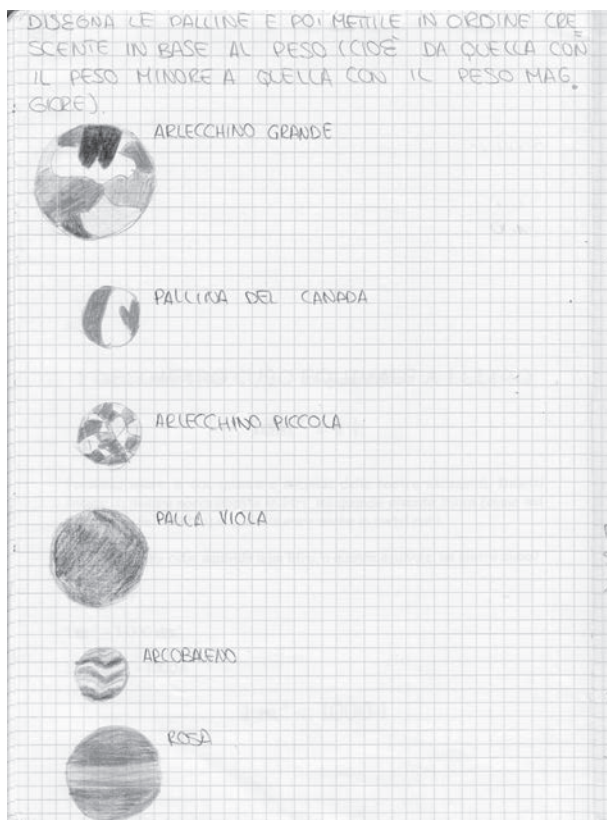 DISEGNA LE PALLINE E POI METTILE IN ORDINE CRE
SCENTE IN BASE AL PESO (CIOÈ DA QUELLA CON
IL PESO MINORE A QUELLA CON IL PESO MAG
GIORE).
ARLECCHINO GRANDE
PALLINA DEL CANADA
ARLECCHINO PICCOLA
PALLA VIOLA
ARCOBALENO
ROSA